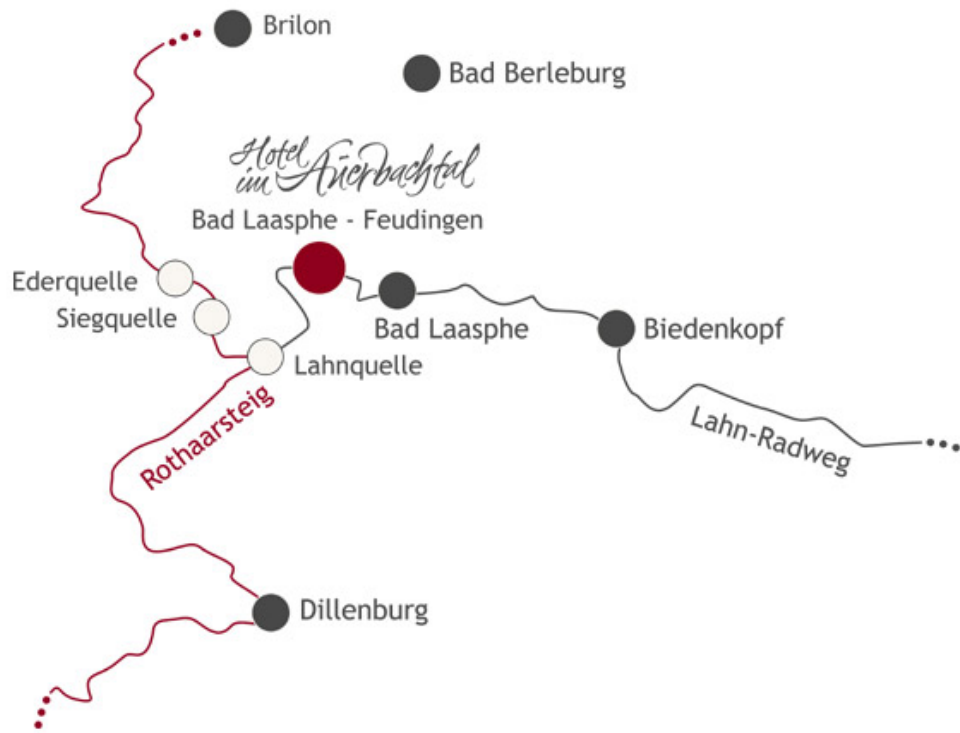 Brilon
Bad Berleburg
Hotel
im Auerbachtal
Bad Laasphe - Feudingen
Ederquelle
Siegquelle
Bad Laasphe
Biedenkopf
Lahnquelle
Rothaarsteig
Lahn-Radweg
Dillenburg